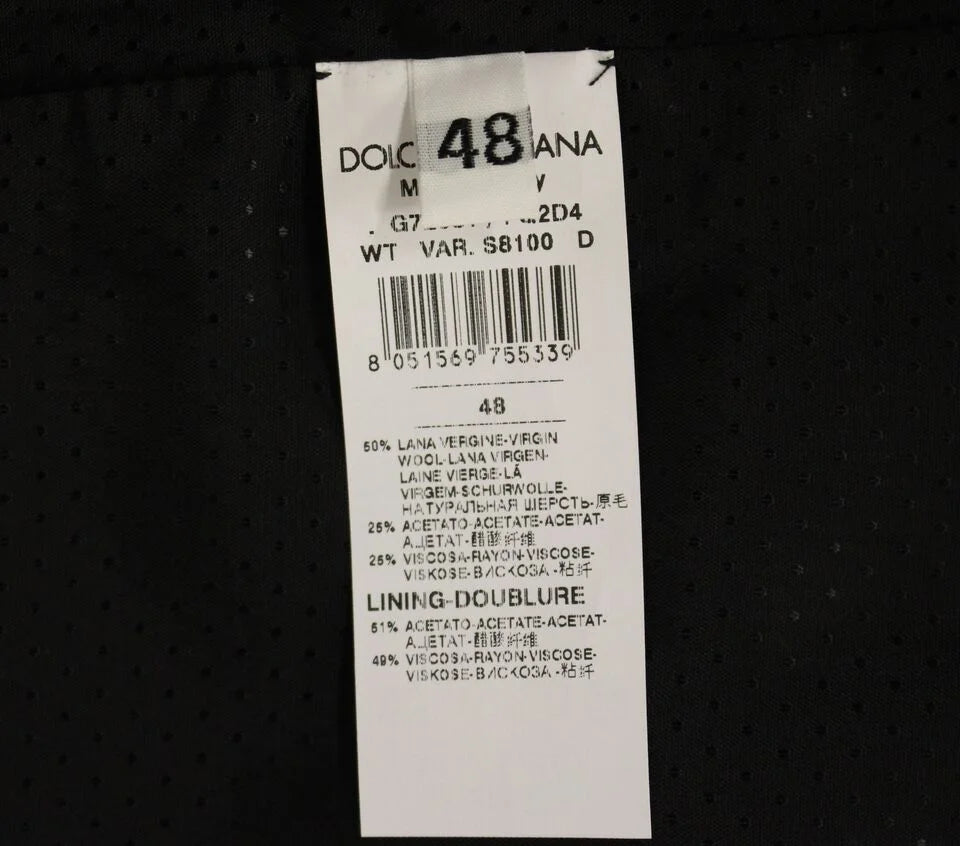 48
DOLC ANA
M W
WT VAR. S8100 D
8 051569 755339
48
50% LANA VERGINE-VIRGIN
WOOL-LANA VIRGEN-
LAINE VIERGE-LÃ
VIRGEM-SCHURWOLLE-
НАТУРАЛЬНАЯ ШЕРСТЬ-原毛
25% ACETATO-ACETATE-ACETAT-
АЦЕТАТ-醋酸纤维
25% VISCOSA-RAYON-VISCOSE-
VISKOSE-ВИСКОЗА-粘纤
LINING-DOUBLURE
51% ACETATO-ACETATE-ACETAT-
АЦЕТАТ-醋酸纤维
49% VISCOSA-RAYON-VISCOSE-
VISKOSE-ВИСКОЗА-粘纤